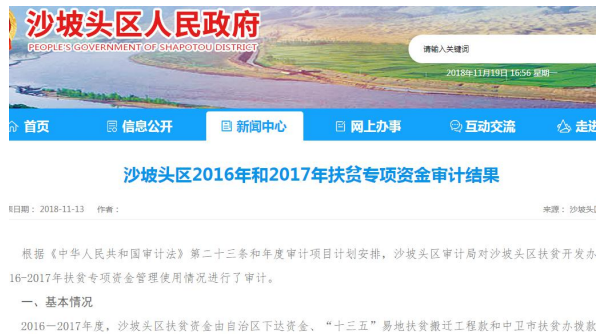 沙坡头区人民政府
PEOPLE'S GOVERNMENT OF SHAPOTOU DISTRICT
请输入关键词
2018年11月19日 16:56 星期一
首页 信息公开 新闻中心 网上办事 互动交流 走进
沙坡头区2016年和2017年扶贫专项资金审计结果
日期： 2018-11-13 作者： 来源： 沙坡头
根据《中华人民共和国审计法》第二十三条和年度审计项目计划安排，沙坡头区审计局对沙坡头区扶贫开发办
16-2017年扶贫专项资金管理使用情况进行了审计。
一、基本情况
2016－2017年度，沙坡头区扶贫资金由自治区下达资金、“十三五”易地扶贫搬迁工程款和中卫市扶贫办拨款